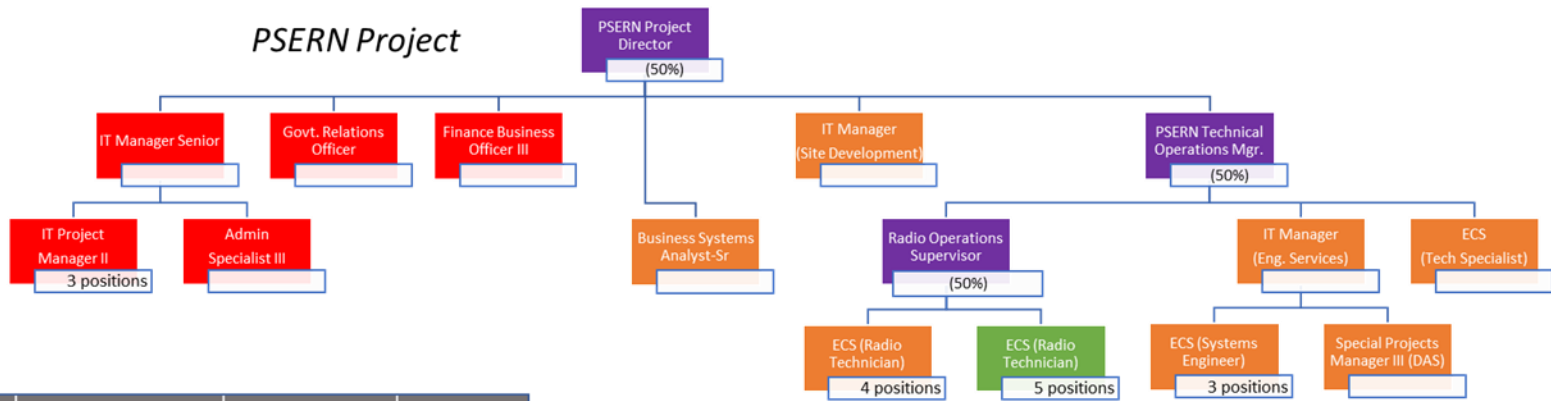 PSERN Project
PSERN Project
Director
(50%)
IT Manager Senior
Govt. Relations
Officer
Finance Business
Officer III
IT Manager
(Site Development)
PSERN Technical
Operations Mgr.
(50%)
IT Project
Manager II
3 positions
Admin
Specialist III
Business Systems
Analyst-Sr
Radio Operations
Supervisor
(50%)
IT Manager
(Eng. Services)
ECS
(Tech Specialist)
ECS (Radio
Technician)
4 positions
ECS (Radio
Technician)
5 positions
ECS (Systems
Engineer)
3 positions
Special Projects
Manager III (DAS)